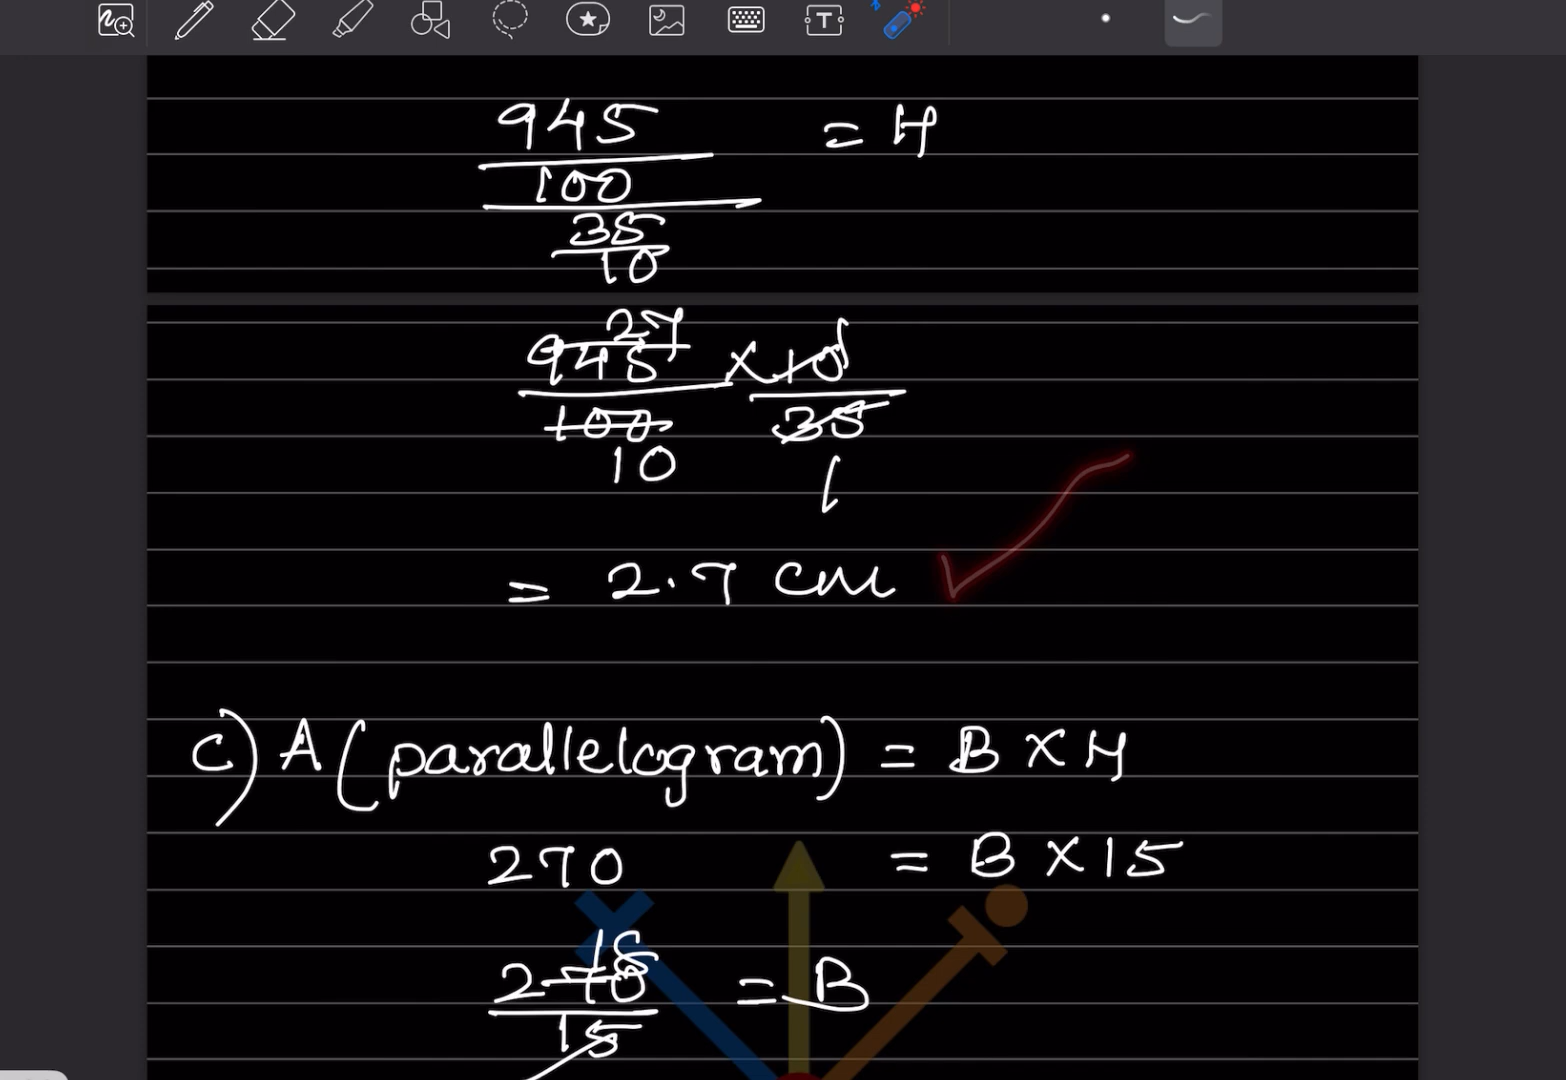 945 = H
100
35
10
27
945 × 10 1
100 35
10 1
= 2.7 cm
c) A (parallelogram) = B × H
270 = B × 15
18
270 = B
15